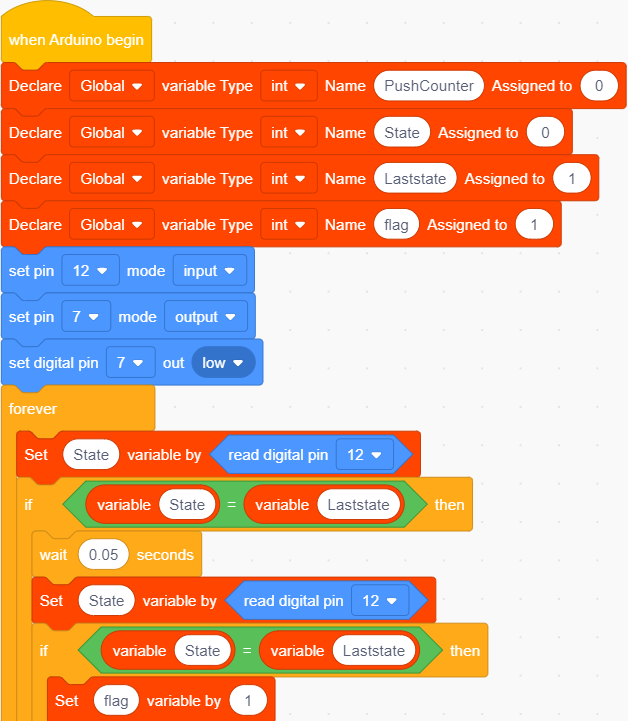 when Arduino begin
Declare Global variable Type int Name PushCounter Assigned to 0
Declare Global variable Type int Name State Assigned to 0
Declare Global variable Type int Name Laststate Assigned to 1
Declare Global variable Type int Name flag Assigned to 1
set pin 12 mode input
set pin 7 mode output
set digital pin 7 out low
forever
Set State variable by read digital pin 12
if variable State = variable Laststate then
wait 0.05 seconds
Set State variable by read digital pin 12
if variable State = variable Laststate then
Set flag variable by 1